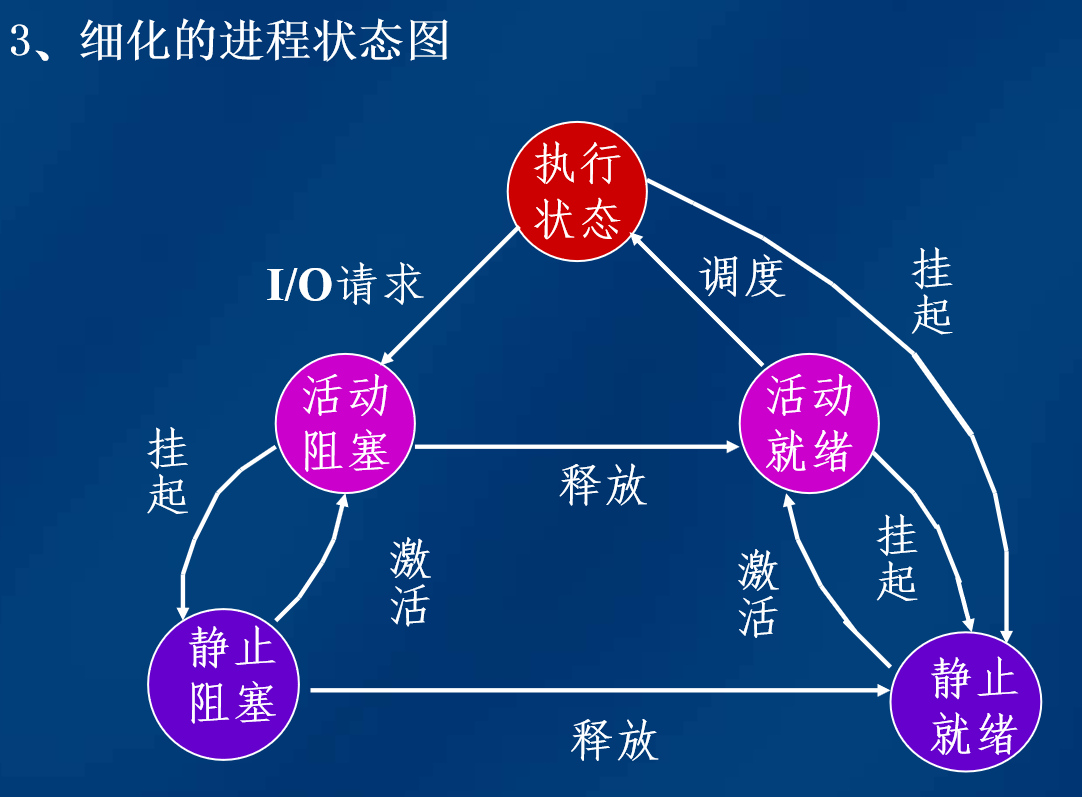 3、细化的进程状态图
执行
状态
I/O请求
调度
挂
起
活动
阻塞
活动
就绪
挂
起
释放
激
活
激
活
挂
起
静止
阻塞
静止
就绪
释放